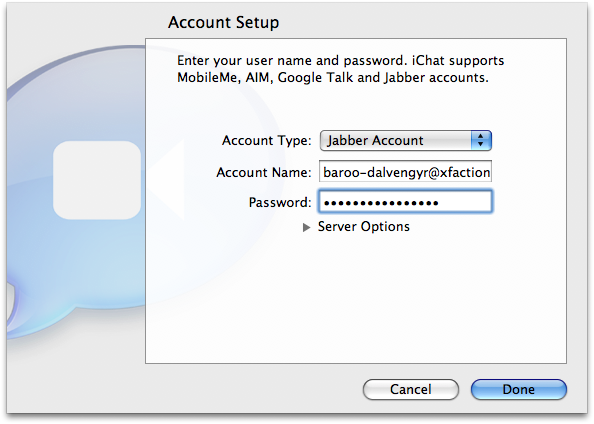 Account Setup
Enter your user name and password. iChat supports
MobileMe, AIM, Google Talk and Jabber accounts.
Account Type: Jabber Account
Account Name: baroo-dalvengyr@xfaction
Password: ••••••••••••••••
Server Options
Cancel Done